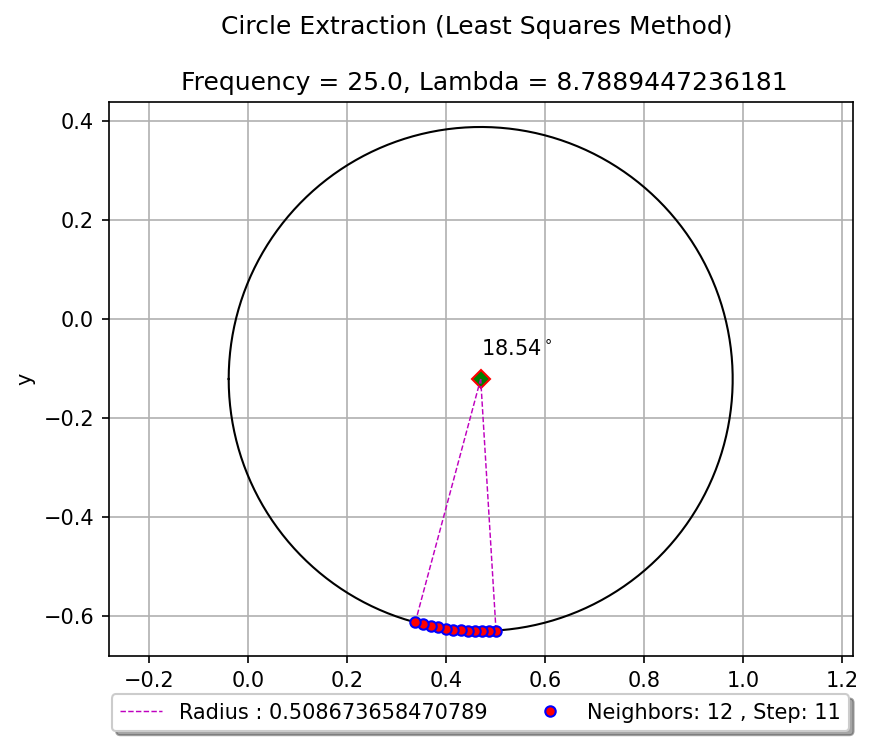 Circle Extraction (Least Squares Method)
Frequency = 25.0, Lambda = 8.7889447236181
0.4
0.2
0.0
−0.2
−0.4
−0.6
y
18.54°
−0.2 0.0 0.2 0.4 0.6 0.8 1.0 1.2
Radius : 0.508673658470789 Neighbors: 12 , Step: 11